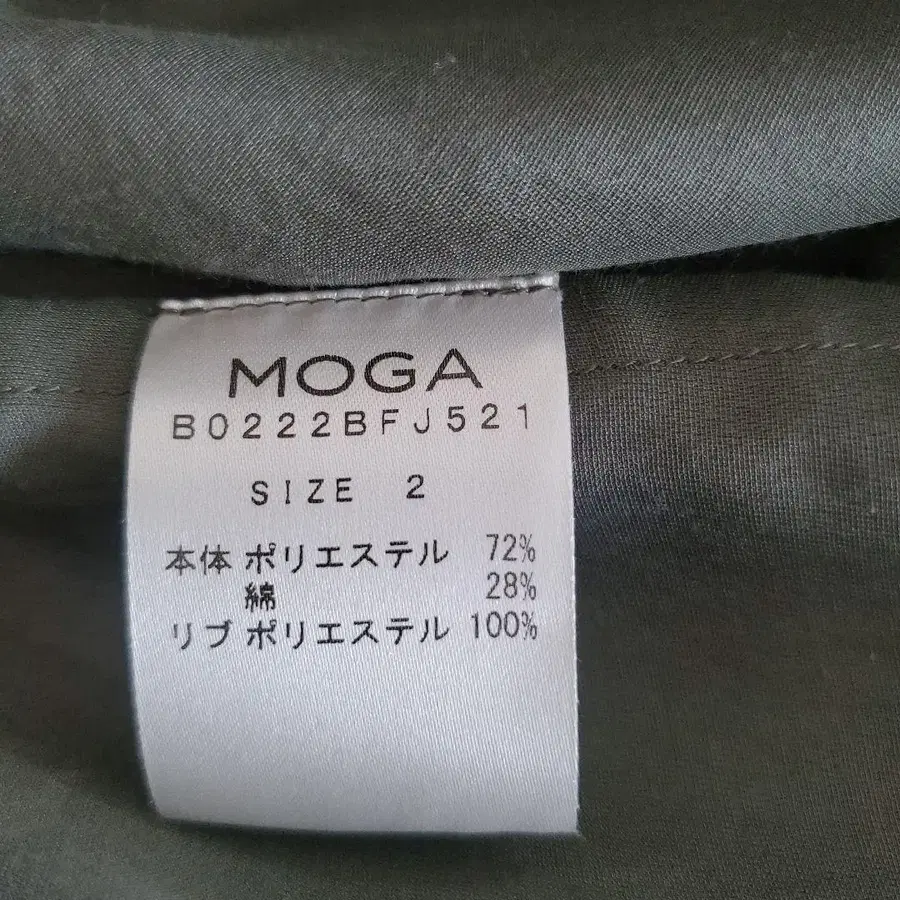 MOGA
B0222BFJ521
SIZE 2
本体 ポリエステル 72%
綿 28%
リブ ポリエステル 100%